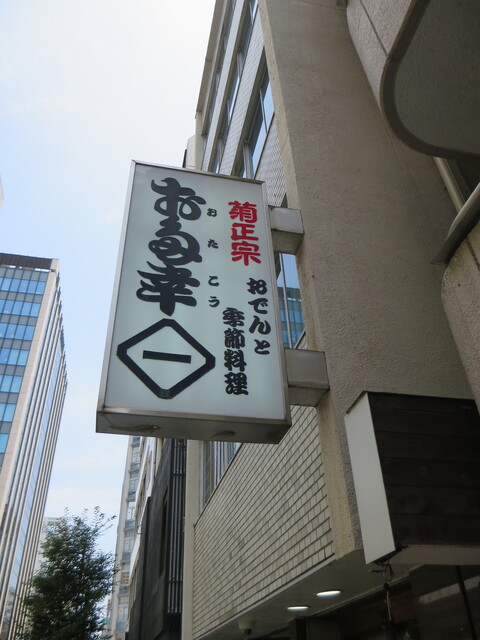 菊正宗
おでんと
季節料理
お多幸
おたこう
一